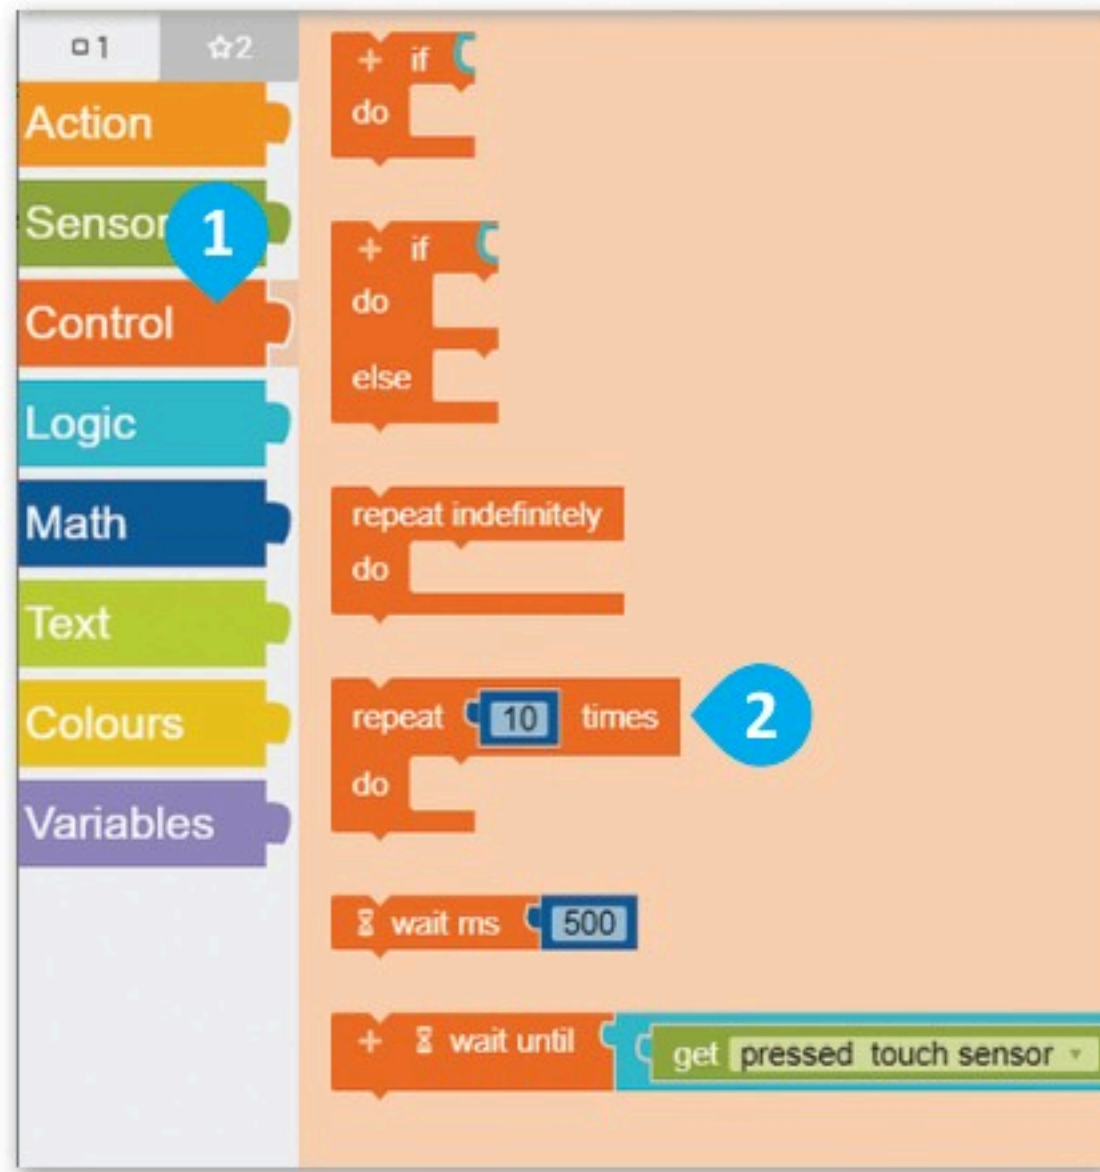 1
2
Action
Sensor
1
Control
Logic
Math
Text
Colours
Variables
+ if
do
+ if
do
else
repeat indefinitely
do
repeat 10 times
2
do
wait ms 500
+ wait until get pressed touch sensor